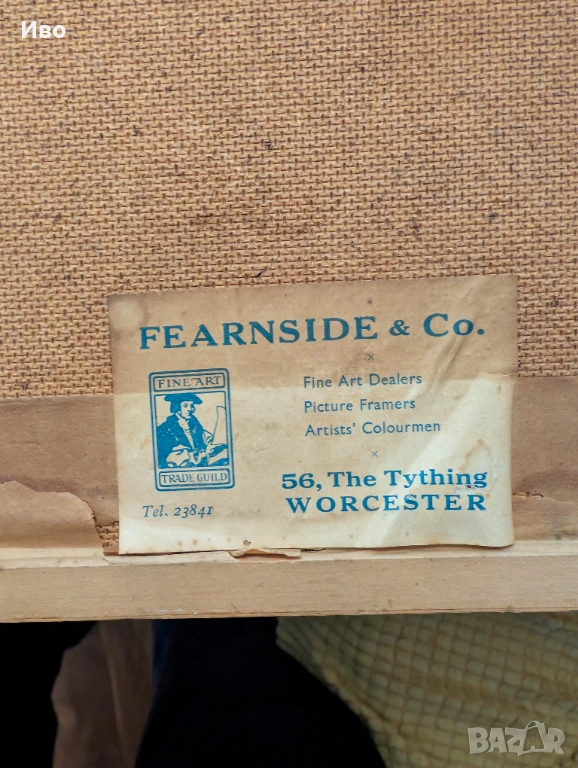 Иво
FEARNSIDE & Co.
Fine Art Dealers
Picture Framers
Artists' Colourmen
FINE ART
TRADE GUILD
56, The Tything
WORCESTER
Tel. 23841
BAZAR